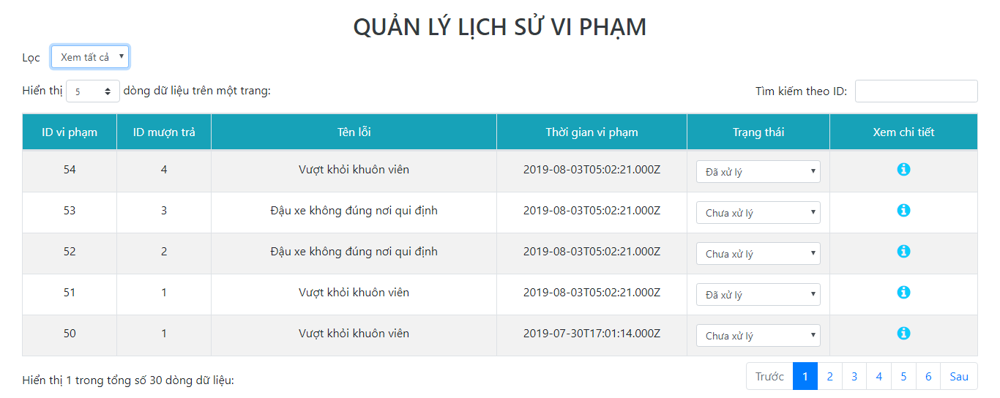 QUẢN LÝ LỊCH SỬ VI PHẠM
Lọc Xem tất cả
Hiển thị 5 dòng dữ liệu trên một trang: Tìm kiếm theo ID:
ID vi phạm ID mượn trả Tên lỗi Thời gian vi phạm Trạng thái Xem chi tiết
54 4 Vượt khỏi khuôn viên 2019-08-03T05:02:21.000Z Đã xử lý
53 3 Đậu xe không đúng nơi qui định 2019-08-03T05:02:21.000Z Chưa xử lý
52 2 Đậu xe không đúng nơi qui định 2019-08-03T05:02:21.000Z Chưa xử lý
51 1 Vượt khỏi khuôn viên 2019-08-03T05:02:21.000Z Đã xử lý
50 1 Vượt khỏi khuôn viên 2019-07-30T17:01:14.000Z Chưa xử lý
Hiển thị 1 trong tổng số 30 dòng dữ liệu: Trước 1 2 3 4 5 6 Sau